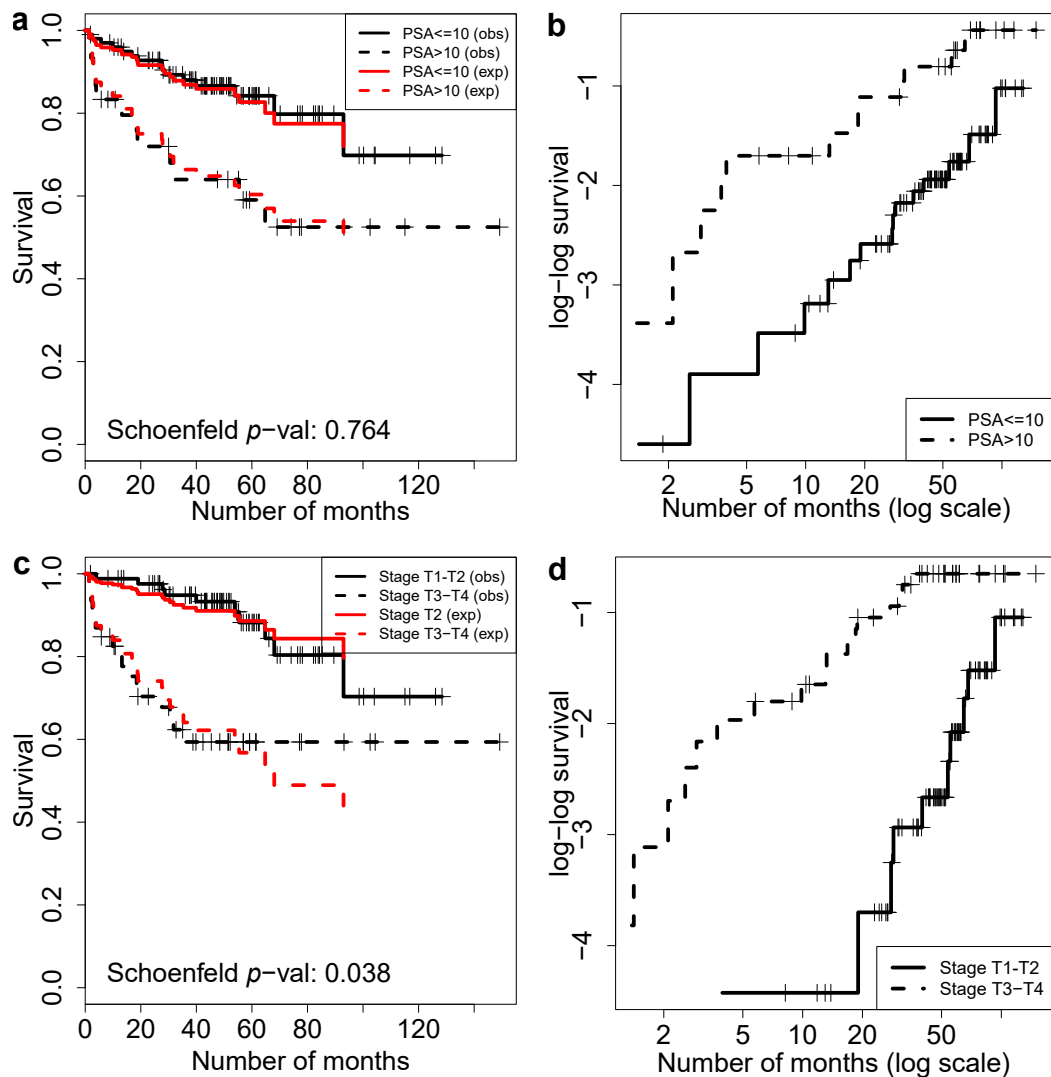 a
PSA<=10 (obs)
PSA>10 (obs)
PSA<=10 (exp)
PSA>10 (exp)
Survival
1.0
0.8
0.6
0.4
0.2
0.0
Schoenfeld p−val: 0.764
0 20 40 60 80 120
Number of months
b
log−log survival
−1
−2
−3
−4
PSA<=10
PSA>10
2 5 10 20 50
Number of months (log scale)
c
Stage T1-T2 (obs)
Stage T3−T4 (obs)
Stage T2 (exp)
Stage T3−T4 (exp)
Survival
1.0
0.8
0.6
0.4
0.2
0.0
Schoenfeld p−val: 0.038
0 20 40 60 80 120
Number of months
d
log−log survival
−1
−2
−3
−4
Stage T1-T2
Stage T3−T4
2 5 10 20 50
Number of months (log scale)